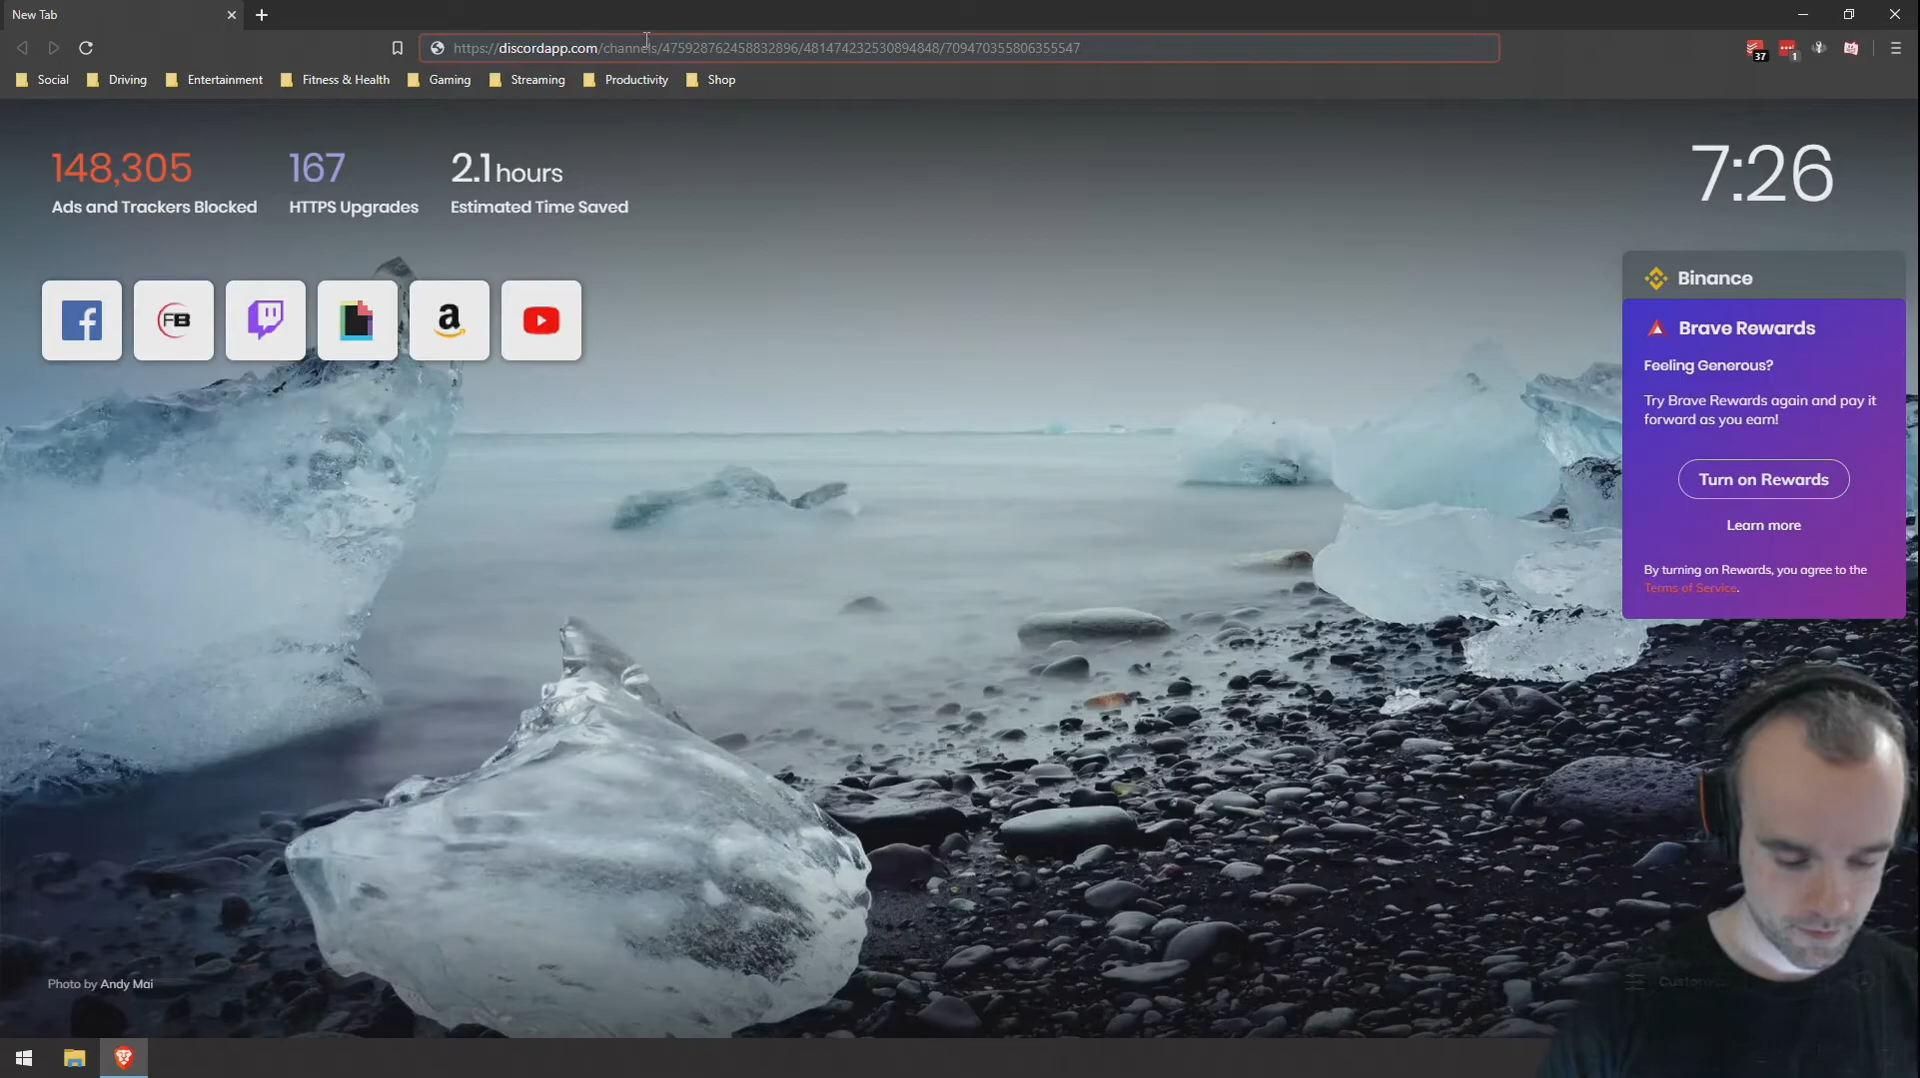 New Tab
https://discordapp.com/channels/475928762458832896/481474232530894848/709470355806355547
37
1
Social
Driving
Entertainment
Fitness & Health
Gaming
Streaming
Productivity
Shop
148,305
Ads and Trackers Blocked
167
HTTPS Upgrades
2.1 hours
Estimated Time Saved
7:26
FB
a
Binance
Brave Rewards
Feeling Generous?
Try Brave Rewards again and pay it
forward as you earn!
Turn on Rewards
Learn more
By turning on Rewards, you agree to the
Terms of Service.
Photo by Andy Mai